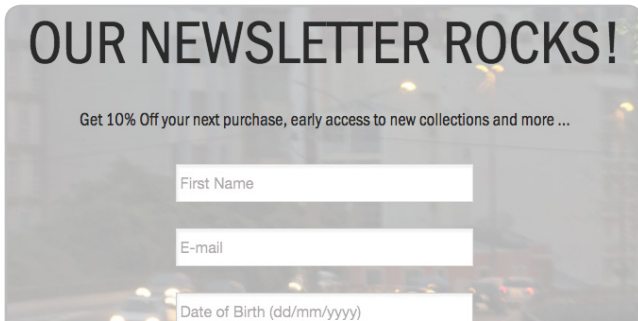 OUR NEWSLETTER ROCKS!
Get 10% Off your next purchase, early access to new collections and more ...
First Name
E-mail
Date of Birth (dd/mm/yyyy)